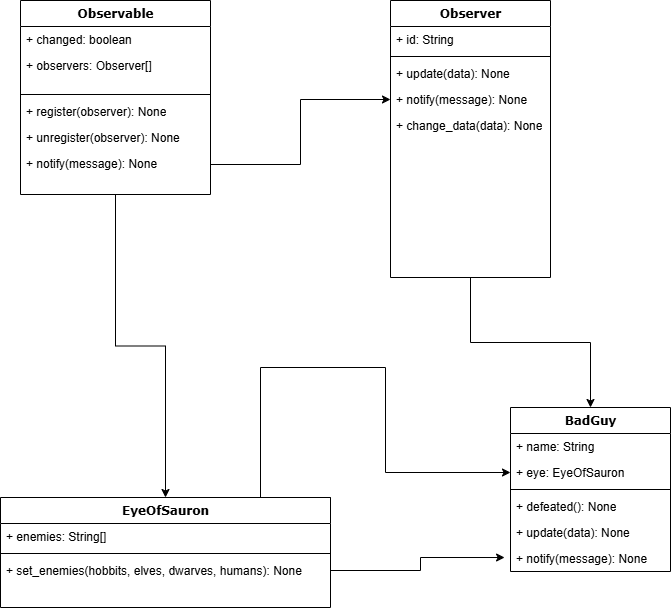 Observable
+ changed: boolean
+ observers: Observer[]
+ register(observer): None
+ unregister(observer): None
+ notify(message): None
Observer
+ id: String
+ update(data): None
+ notify(message): None
+ change_data(data): None
EyeOfSauron
+ enemies: String[]
+ set_enemies(hobbits, elves, dwarves, humans): None
BadGuy
+ name: String
+ eye: EyeOfSauron
+ defeated(): None
+ update(data): None
+ notify(message): None